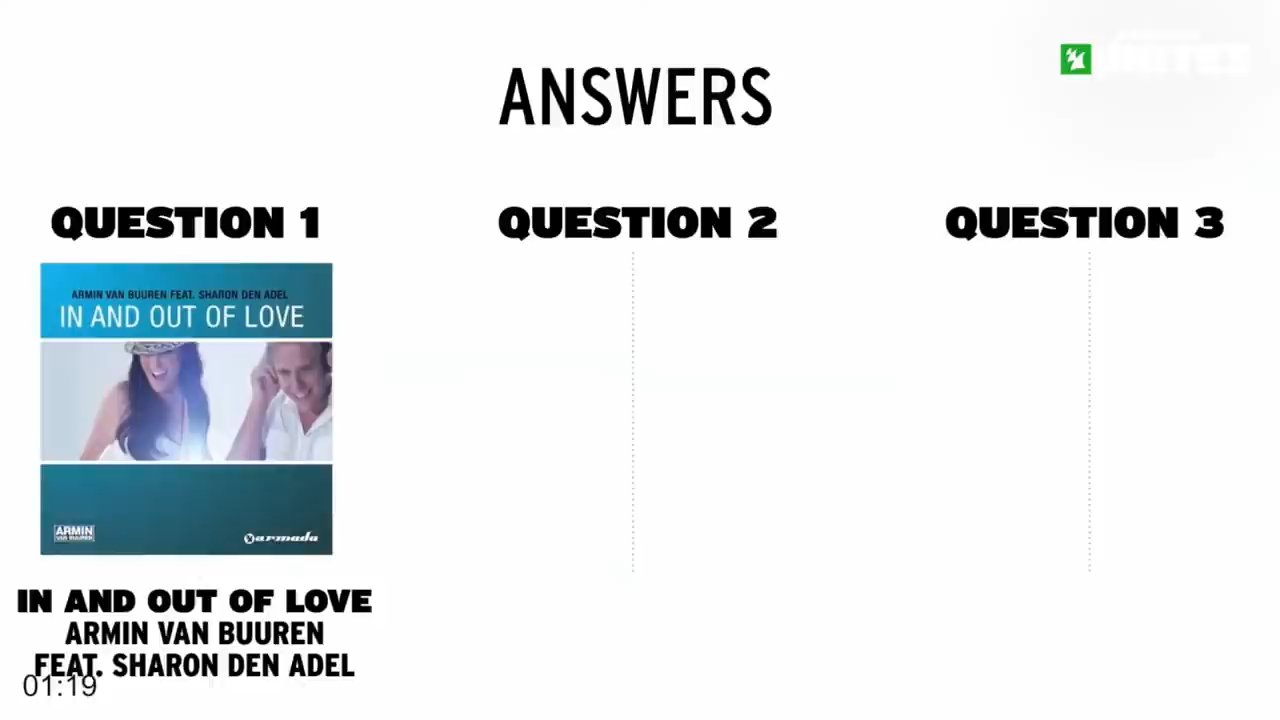 ANSWERS
QUESTION 1
QUESTION 2
QUESTION 3
ARMIN VAN BUUREN FEAT. SHARON DEN ADEL
IN AND OUT OF LOVE
ARMIN
VAN BUUREN
armada
IN AND OUT OF LOVE
ARMIN VAN BUUREN
FEAT. SHARON DEN ADEL
01:19